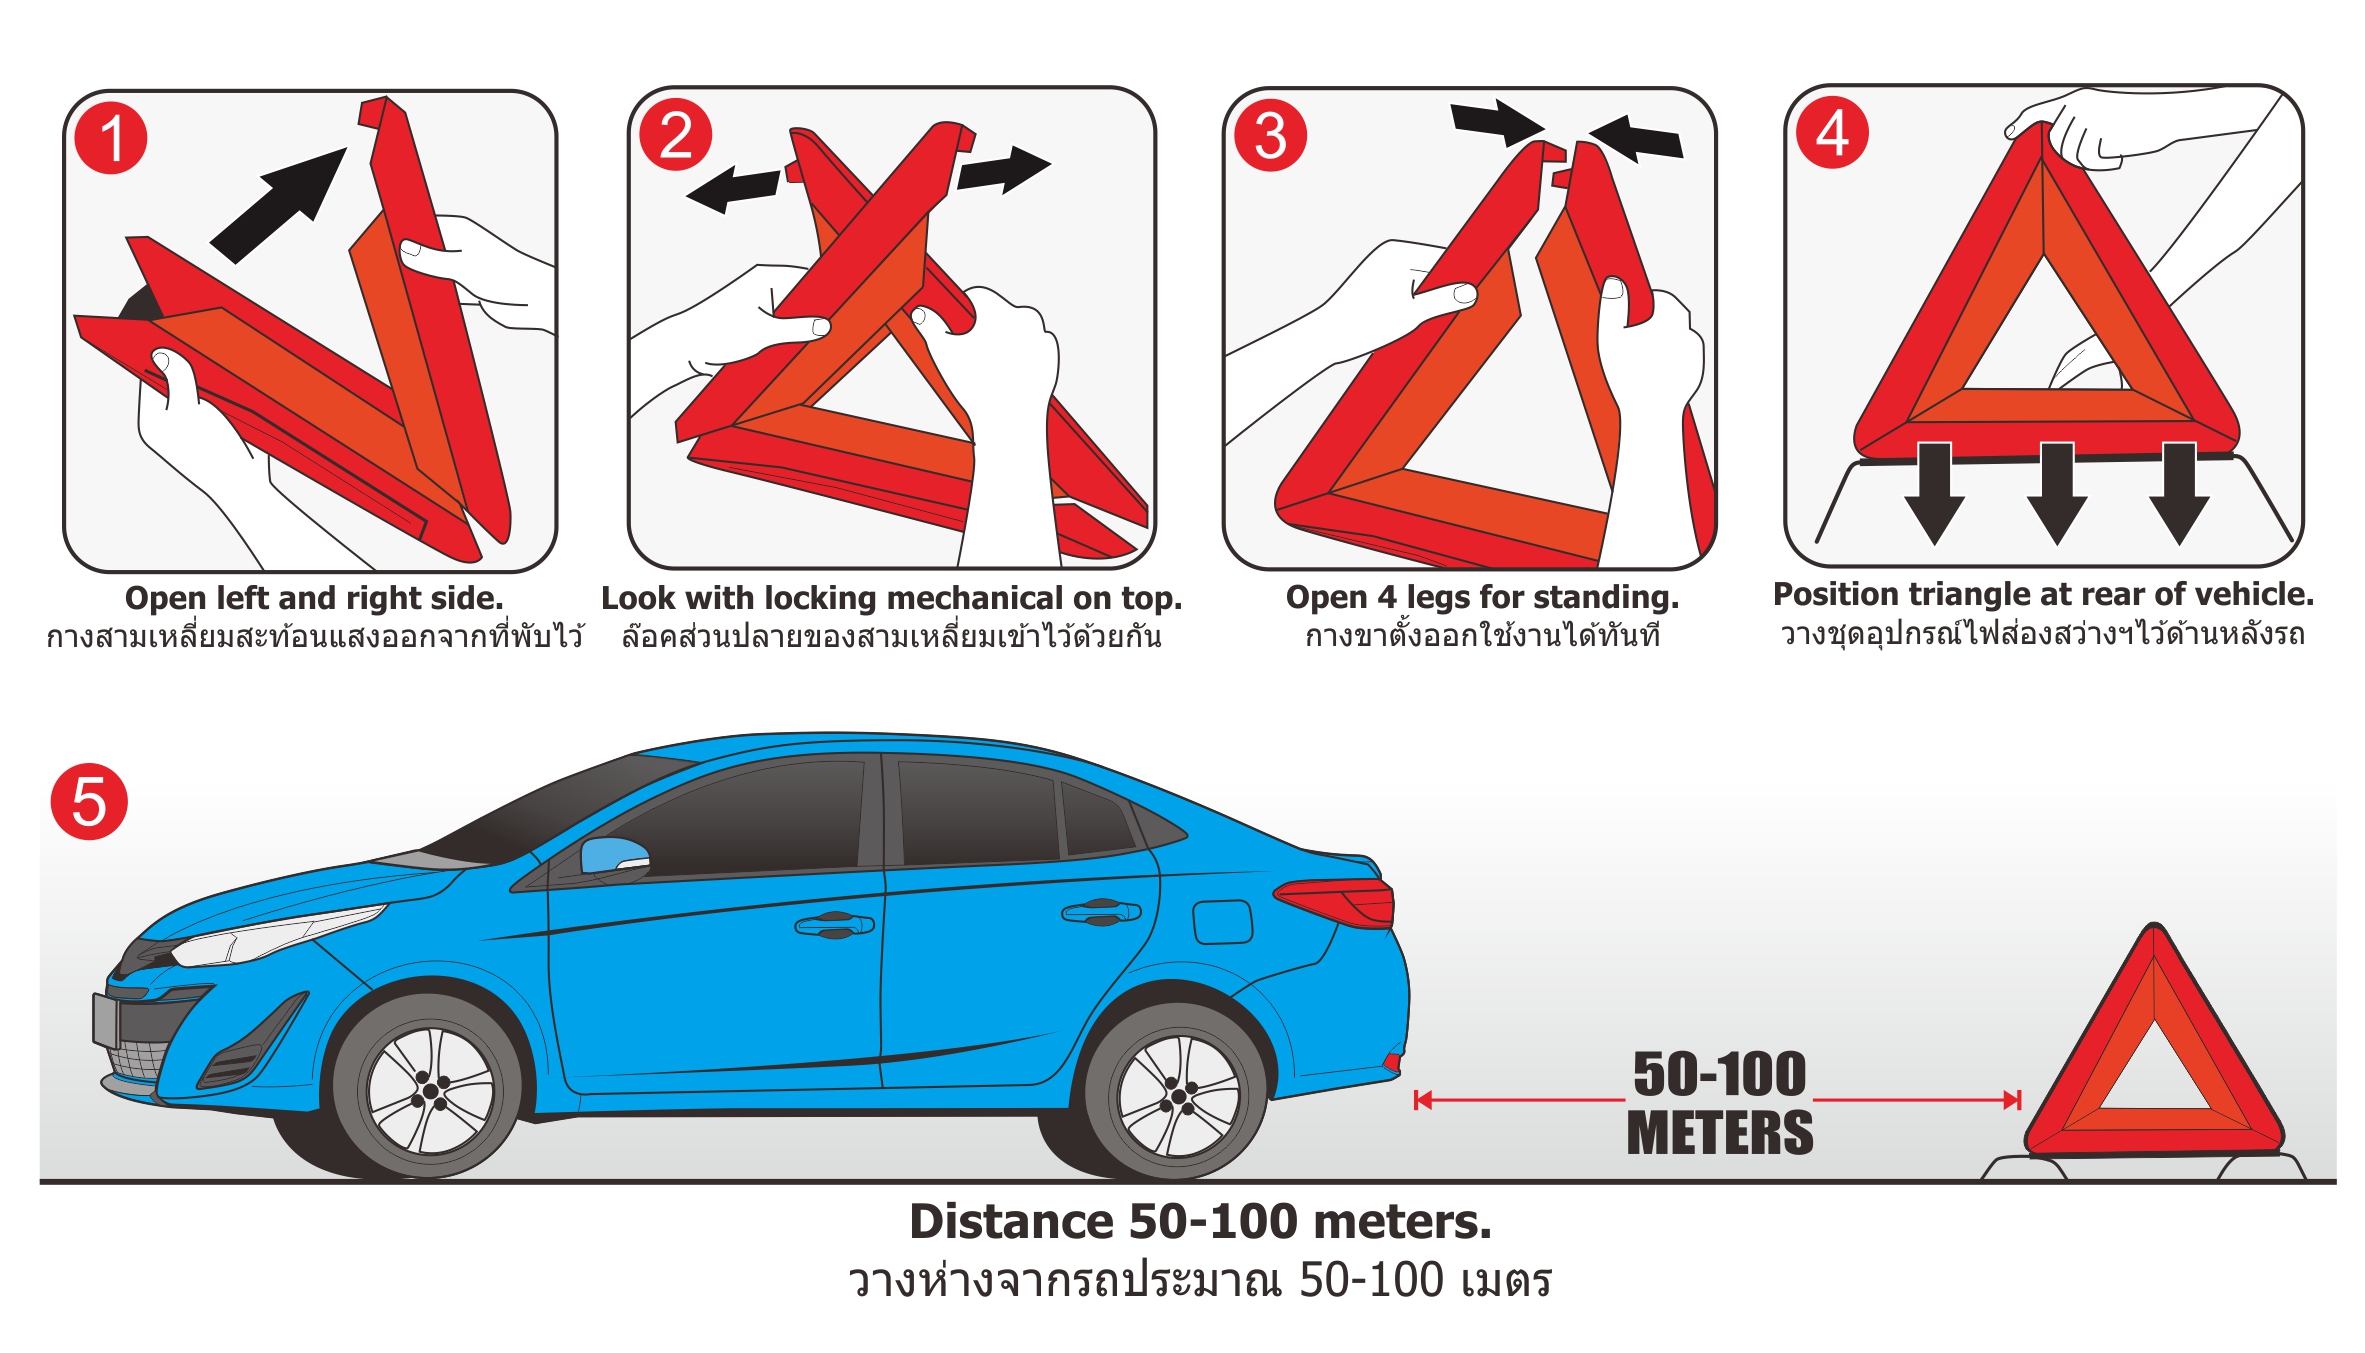 1
Open left and right side.
กางสามเหลี่ยมสะท้อนแสงออกจากที่พับไว้
2
Look with locking mechanical on top.
ล๊อคส่วนปลายของสามเหลี่ยมเข้าไว้ด้วยกัน
3
Open 4 legs for standing.
กางขาตั้งออกใช้งานได้ทันที
4
Position triangle at rear of vehicle.
วางชุดอุปกรณ์ไฟส่องสว่างฯไว้ด้านหลังรถ
5
50-100
METERS
Distance 50-100 meters.
วางห่างจากรถประมาณ 50-100 เมตร